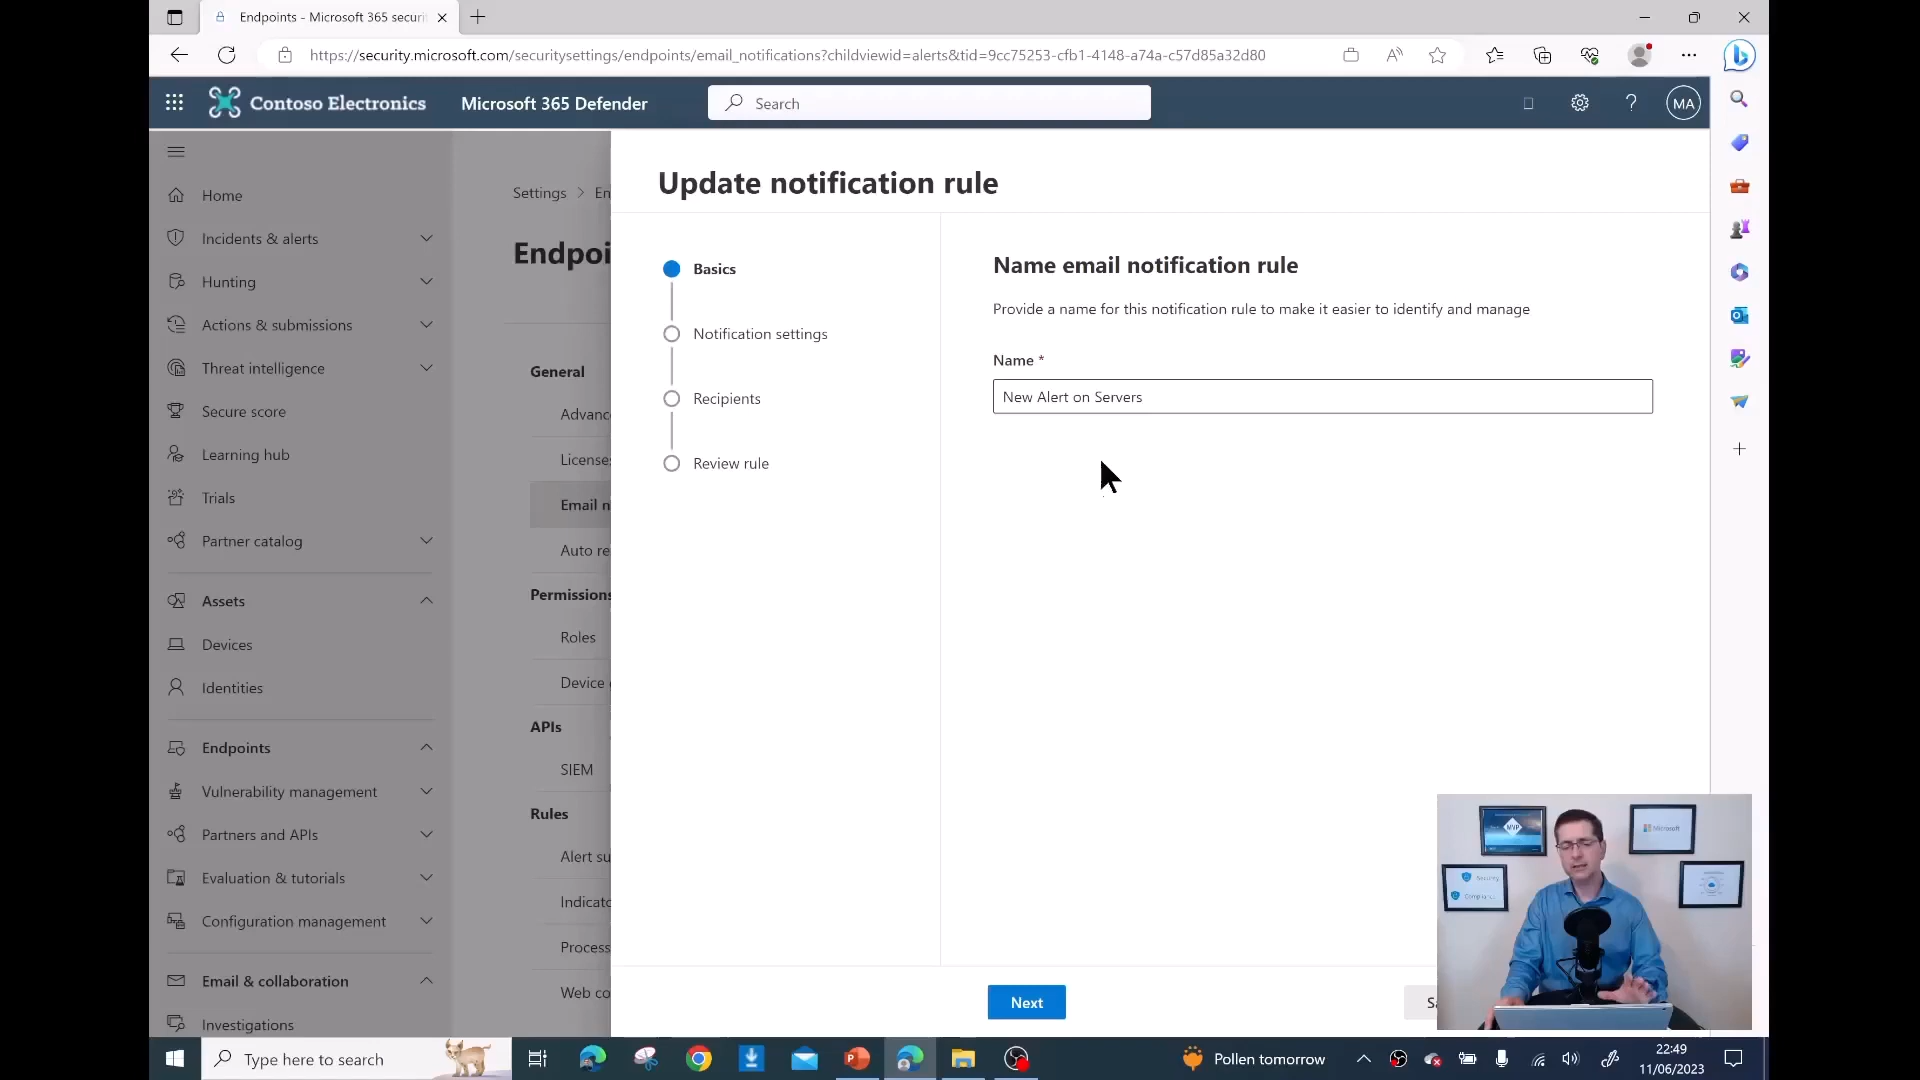 Endpoints - Microsoft 365 securi
https://security.microsoft.com/securitysettings/endpoints/email_notifications?childviewid=alerts&tid=9cc75253-cfb1-4148-a74a-c57d85a32d80
Contoso Electronics
Microsoft 365 Defender
Search
MA
Home
Incidents & alerts
Hunting
Actions & submissions
Threat intelligence
Secure score
Learning hub
Trials
Partner catalog
Assets
Devices
Identities
Endpoints
Vulnerability management
Partners and APIs
Evaluation & tutorials
Configuration management
Email & collaboration
Investigations
Settings > En
Endpoi
General
Advanc
License
Email n
Auto re
Permissions
Roles
Device
APIs
SIEM
Rules
Alert su
Indicato
Process
Web co
Update notification rule
Basics
Notification settings
Recipients
Review rule
Name email notification rule
Provide a name for this notification rule to make it easier to identify and manage
Name *
New Alert on Servers
Next
Sa
MVP
Microsoft
Security
Type here to search
Pollen tomorrow
22:49
11/06/2023